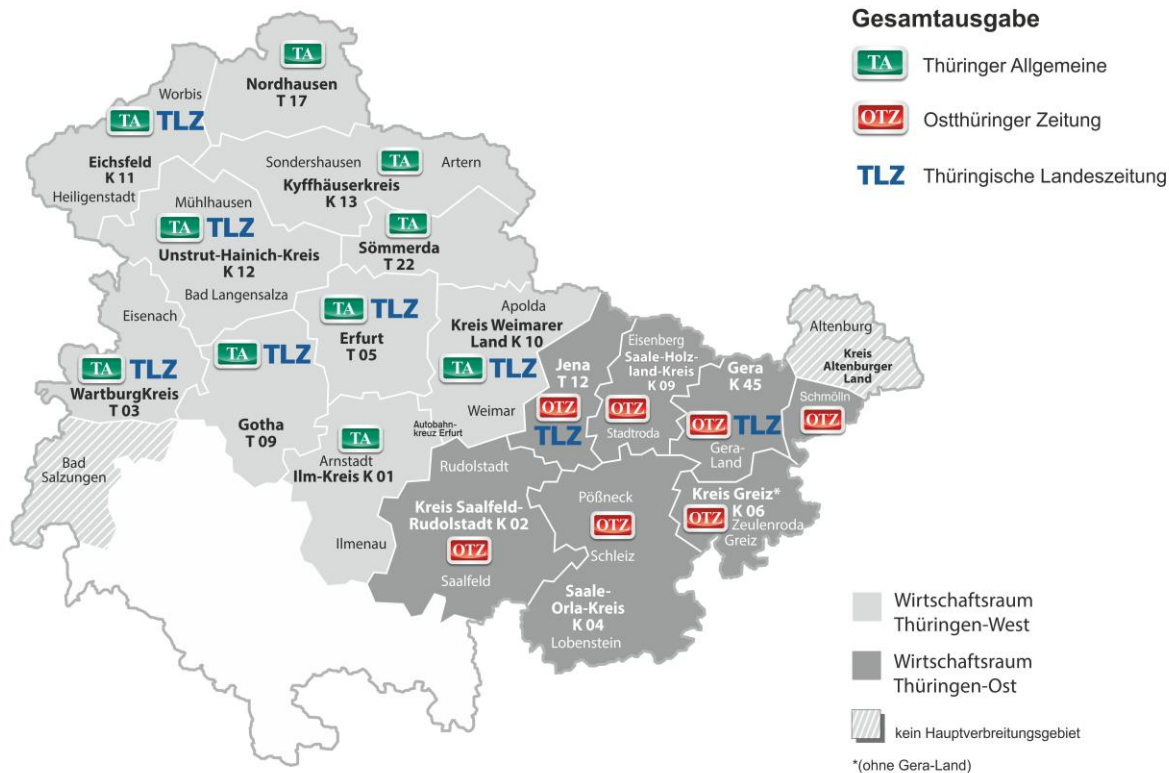 Gesamtausgabe
TA Thüringer Allgemeine
OTZ Ostthüringer Zeitung
TLZ Thüringische Landeszeitung
TA
Nordhausen
T 17
Worbis
TA TLZ
Eichsfeld
K 11
Heiligenstadt
Sondershausen
TA
Artern
Kyffhäuserkreis
K 13
Mühlhausen
TA TLZ
Unstrut-Hainich-Kreis
K 12
Bad Langensalza
TA
Sömmerda
T 22
Eisenach
TA TLZ
WartburgKreis
T 03
TA TLZ
Gotha
T 09
TA TLZ
Erfurt
T 05
Apolda
Kreis Weimarer
Land K 10
TA TLZ
Weimar
Autobahn-
kreuz Erfurt
TA
Arnstadt
Ilm-Kreis K 01
Ilmenau
Bad
Salzungen
Jena
T 12
OTZ
TLZ
Eisenberg
Saale-Holz-
land-Kreis
K 09
OTZ
Stadtroda
Gera
K 45
OTZ TLZ
Gera-
Land
Altenburg
Kreis
Altenburger
Land
Schmölln
OTZ
Rudolstadt
Kreis Saalfeld-
Rudolstadt K 02
OTZ
Saalfeld
Pößneck
OTZ
Schleiz
Saale-
Orla-Kreis
K 04
Lobenstein
Kreis Greiz*
K 06
OTZ
Zeulenroda
Greiz
Wirtschaftsraum
Thüringen-West
Wirtschaftsraum
Thüringen-Ost
kein Hauptverbreitungsgebiet
*(ohne Gera-Land)